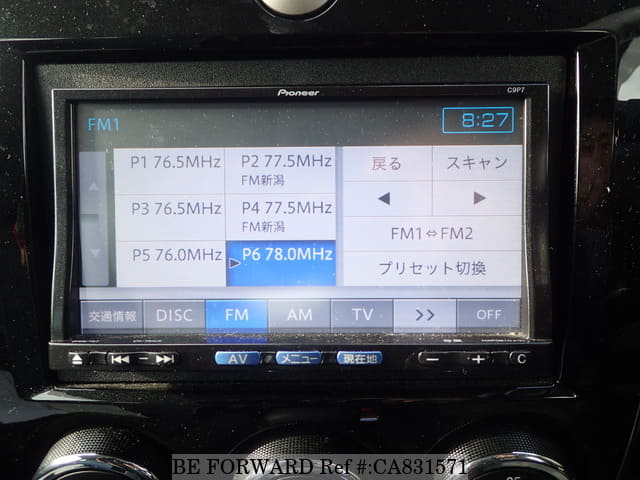 Pioneer C9P7
FM1 8:27
P1 76.5MHz P2 77.5MHz 戻る スキャン
FM新潟
P3 76.5MHz P4 77.5MHz
FM新潟
FM1⇔FM2
P5 76.0MHz P6 78.0MHz プリセット切換
交通情報 DISC FM AM TV >> OFF
AV メニュー 現在地 − + C
BE FORWARD Ref #:CA831571